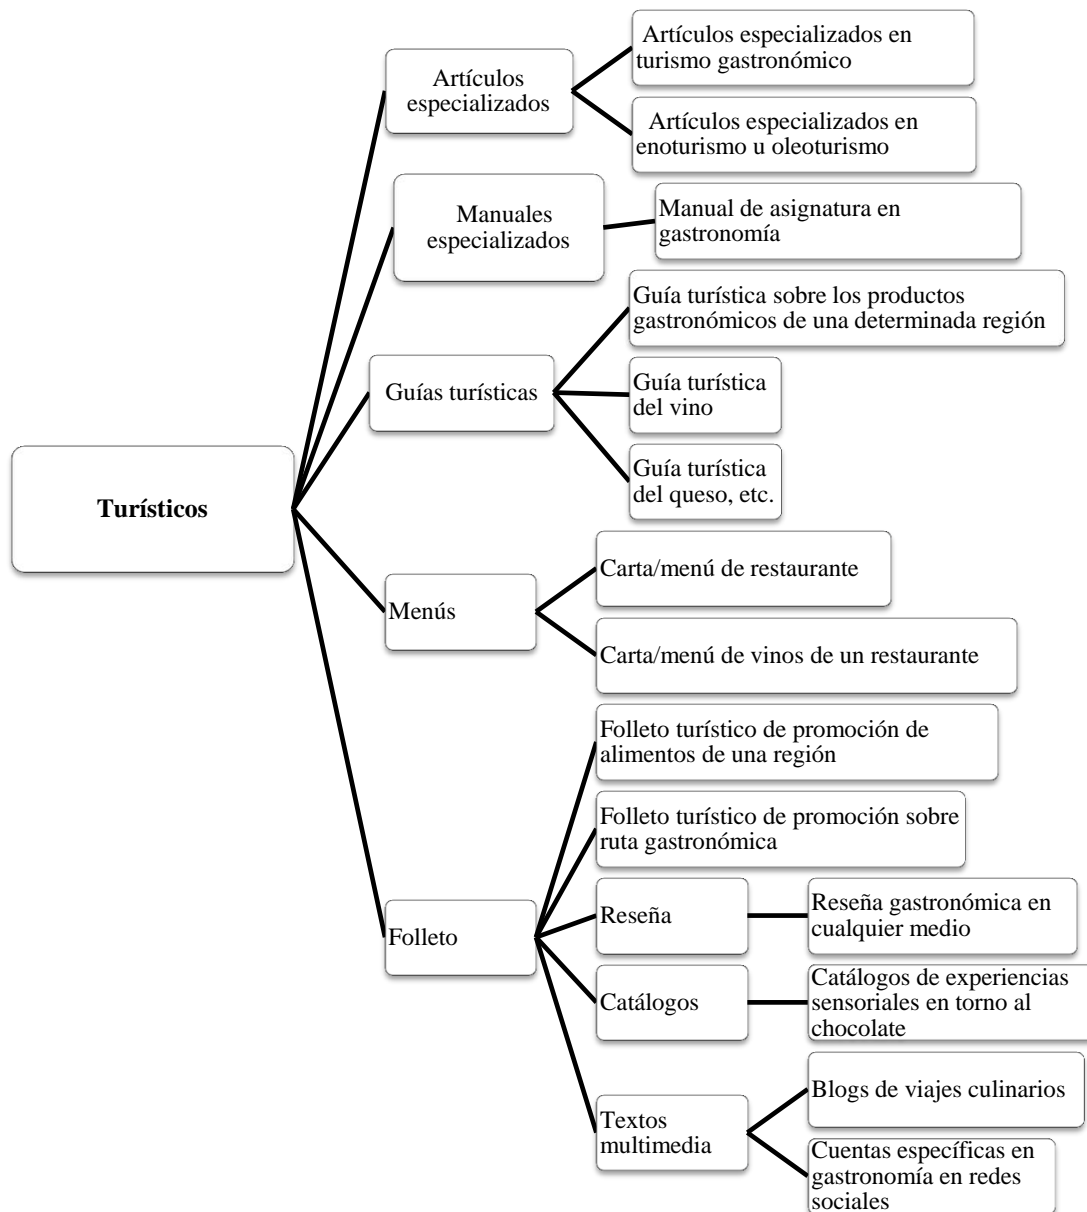 Turísticos
Artículos
especializados
Artículos especializados en
turismo gastronómico
Artículos especializados en
enoturismo u oleoturismo
Manuales
especializados
Manual de asignatura en
gastronomía
Guías turísticas
Guía turística sobre los productos
gastronómicos de una determinada región
Guía turística
del vino
Guía turística
del queso, etc.
Menús
Carta/menú de restaurante
Carta/menú de vinos de un restaurante
Folleto
Folleto turístico de promoción de
alimentos de una región
Folleto turístico de promoción sobre
ruta gastronómica
Reseña
Reseña gastronómica en
cualquier medio
Catálogos
Catálogos de experiencias
sensoriales en torno al
chocolate
Textos
multimedia
Blogs de viajes culinarios
Cuentas específicas en
gastronomía en redes
sociales